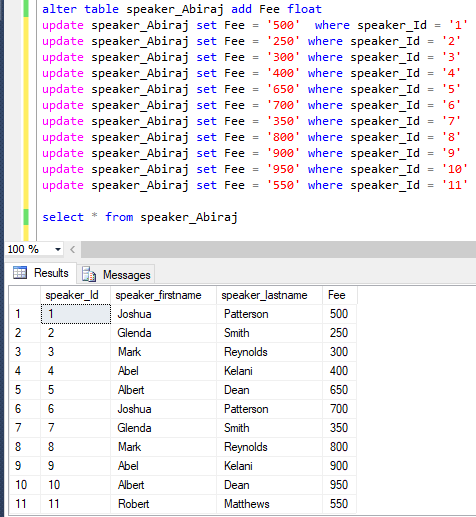 alter table speaker_Abiraj add Fee float
update speaker_Abiraj set Fee = '500'  where speaker_Id = '1'
update speaker_Abiraj set Fee = '250' where speaker_Id = '2'
update speaker_Abiraj set Fee = '300' where speaker_Id = '3'
update speaker_Abiraj set Fee = '400' where speaker_Id = '4'
update speaker_Abiraj set Fee = '650' where speaker_Id = '5'
update speaker_Abiraj set Fee = '700' where speaker_Id = '6'
update speaker_Abiraj set Fee = '350' where speaker_Id = '7'
update speaker_Abiraj set Fee = '800' where speaker_Id = '8'
update speaker_Abiraj set Fee = '900' where speaker_Id = '9'
update speaker_Abiraj set Fee = '950' where speaker_Id = '10'
update speaker_Abiraj set Fee = '550' where speaker_Id = '11'
select * from speaker_Abiraj
100 %
Results Messages
speaker_Id speaker_firstname speaker_lastname Fee
1 1 Joshua Patterson 500
2 2 Glenda Smith 250
3 3 Mark Reynolds 300
4 4 Abel Kelani 400
5 5 Albert Dean 650
6 6 Joshua Patterson 700
7 7 Glenda Smith 350
8 8 Mark Reynolds 800
9 9 Abel Kelani 900
10 10 Albert Dean 950
11 11 Robert Matthews 550